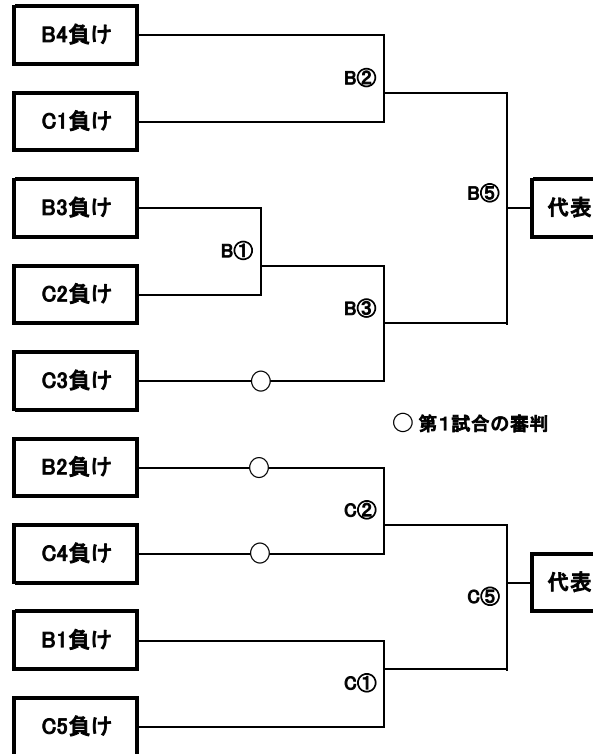 B4負け
B②
C1負け
B⑤
B3負け
代表
B①
C2負け
B③
C3負け
○ 第1試合の審判
B2負け
C②
C4負け
代表
C⑤
B1負け
C①
C5負け